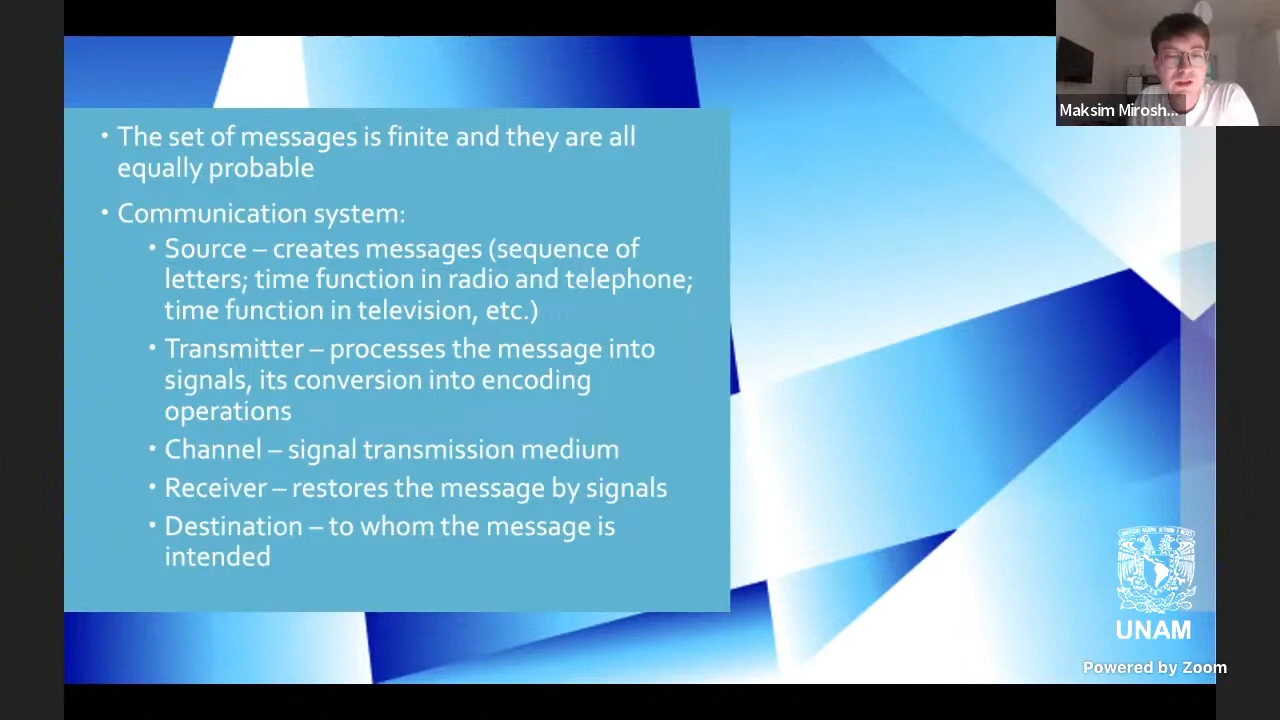 • The set of messages is finite and they are all
equally probable
• Communication system:
• Source – creates messages (sequence of
letters; time function in radio and telephone;
time function in television, etc.)
• Transmitter – processes the message into
signals, its conversion into encoding
operations
• Channel – signal transmission medium
• Receiver – restores the message by signals
• Destination – to whom the message is
intended
Maksim Mirosh...
UNAM
Powered by Zoom